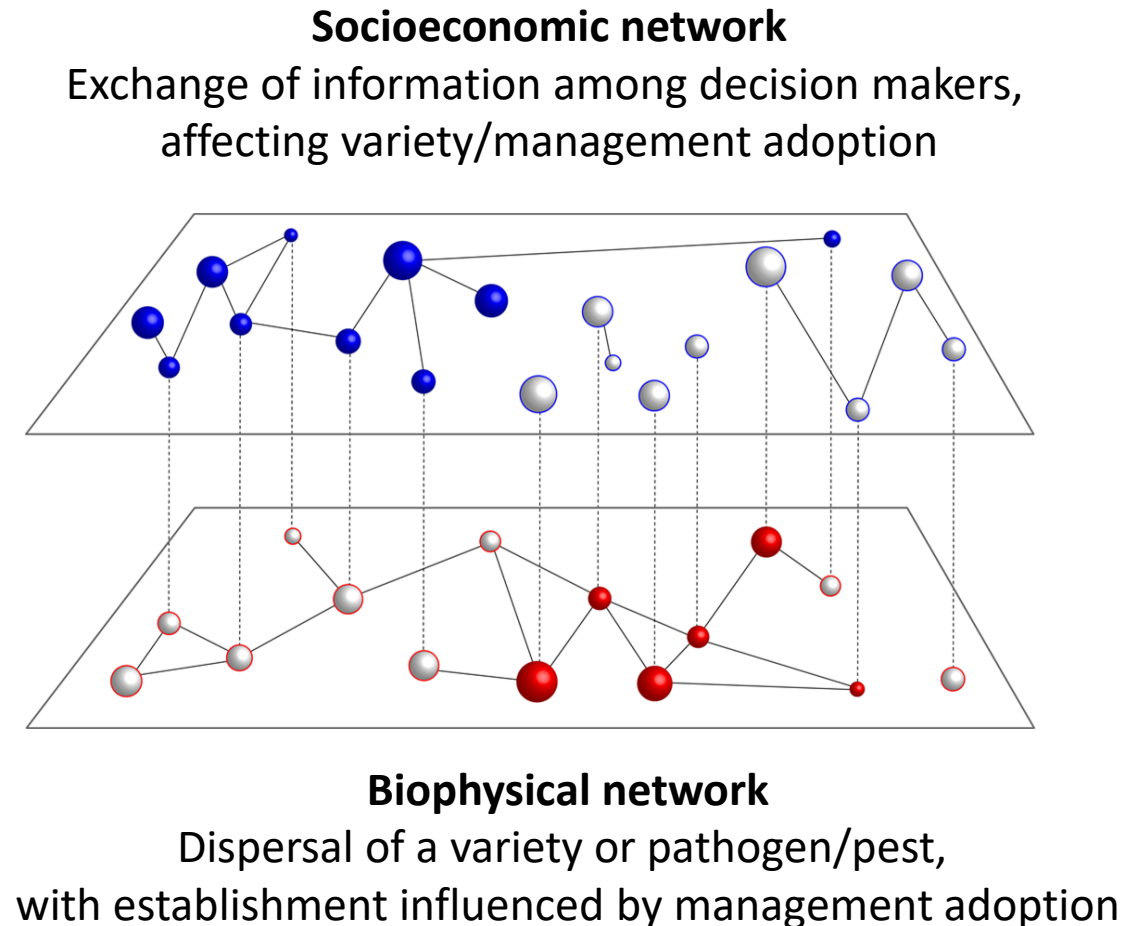 Socioeconomic network
Exchange of information among decision makers,
affecting variety/management adoption
Biophysical network
Dispersal of a variety or pathogen/pest,
with establishment influenced by management adoption